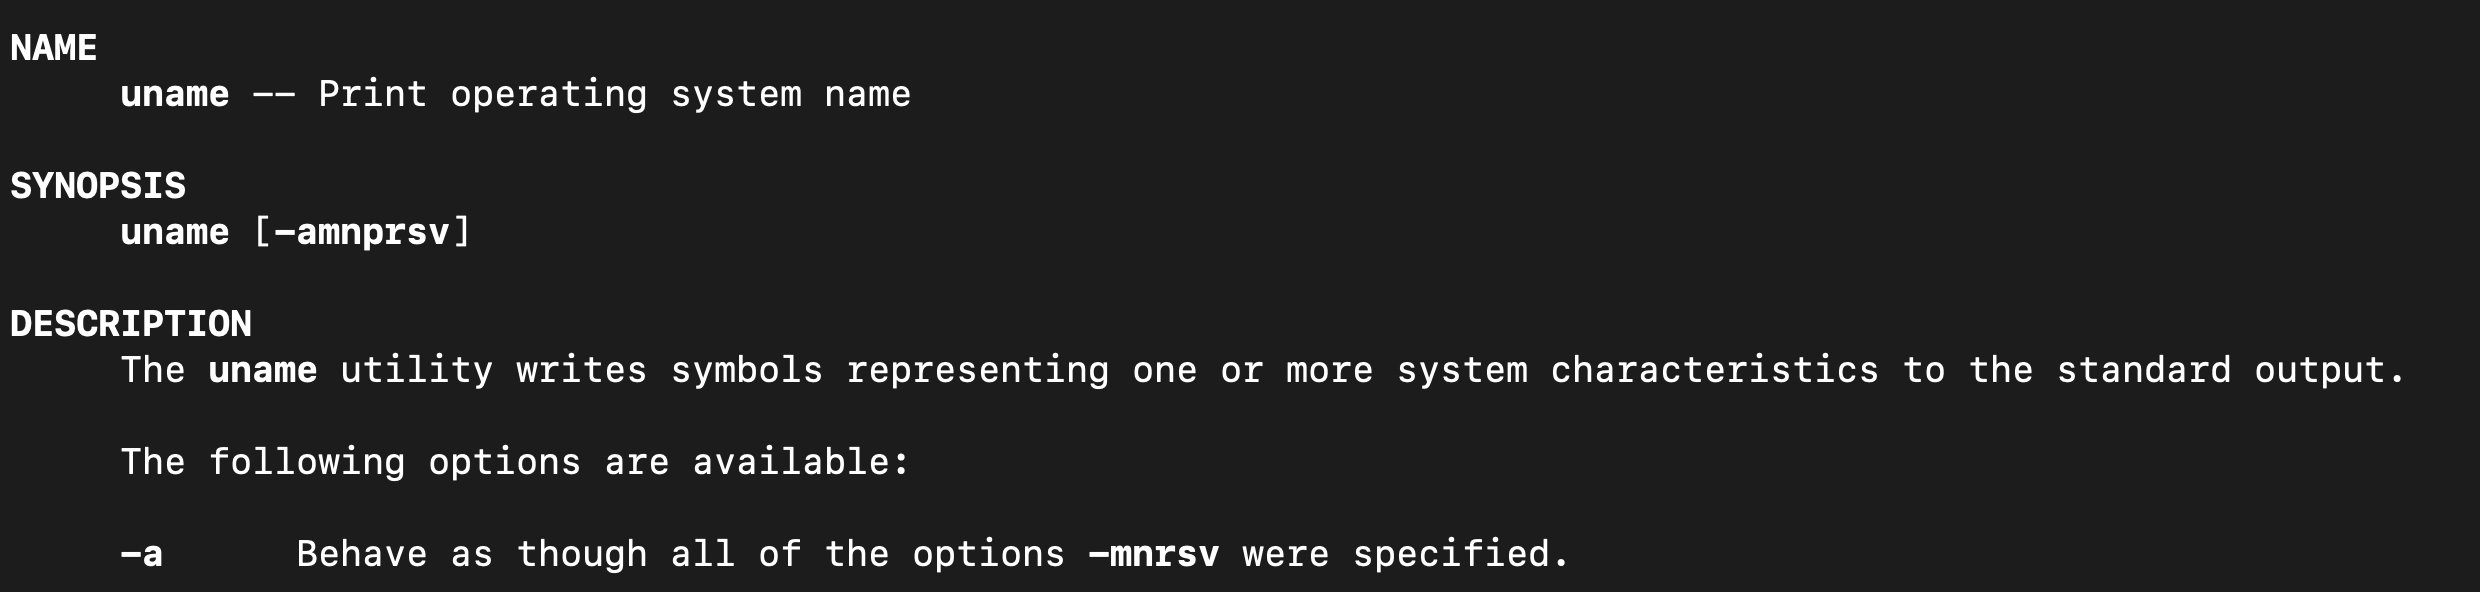 NAME
uname -- Print operating system name
SYNOPSIS
uname [-amnprsv]
DESCRIPTION
The uname utility writes symbols representing one or more system characteristics to the standard output.
The following options are available:
-a      Behave as though all of the options -mnrsv were specified.